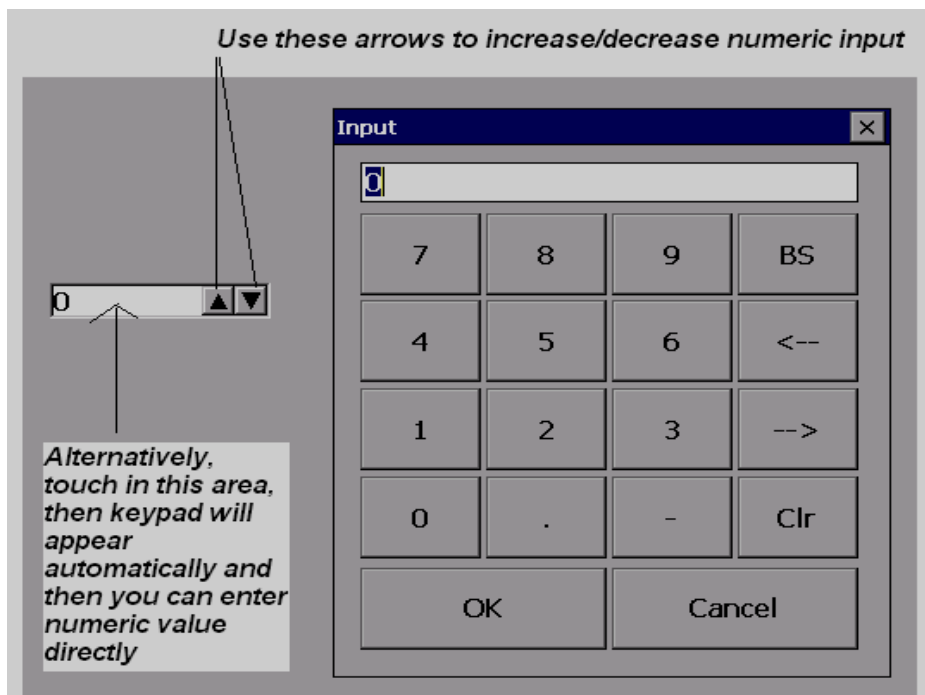 Use these arrows to increase/decrease numeric input
Input
0
7 8 9 BS
0 ▲ ▼
4 5 6 <--
1 2 3 -->
0 . - Clr
OK Cancel
Alternatively,
touch in this area,
then keypad will
appear
automatically and
then you can enter
numeric value
directly